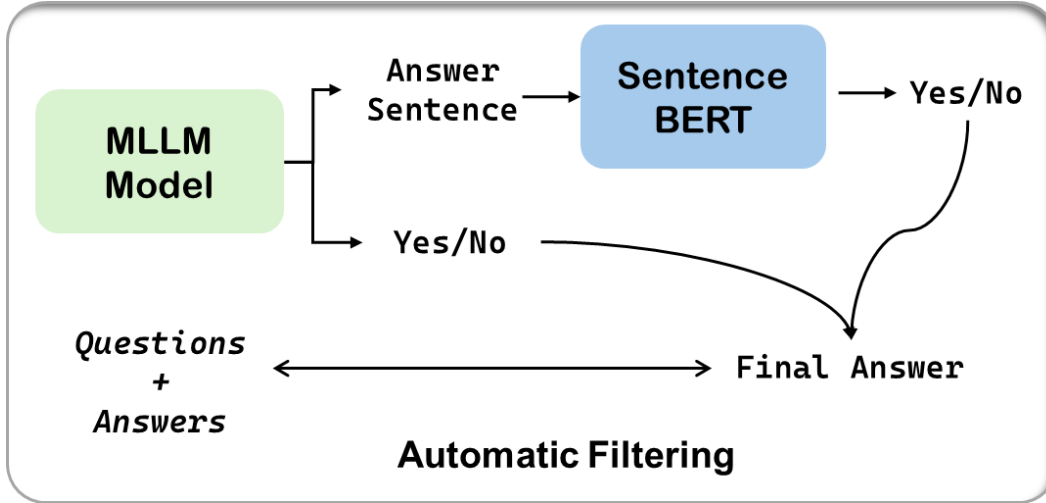 MLLM
Model
Answer
Sentence
Sentence
BERT
Yes/No
Yes/No
Questions
+
Answers
Final Answer
Automatic Filtering